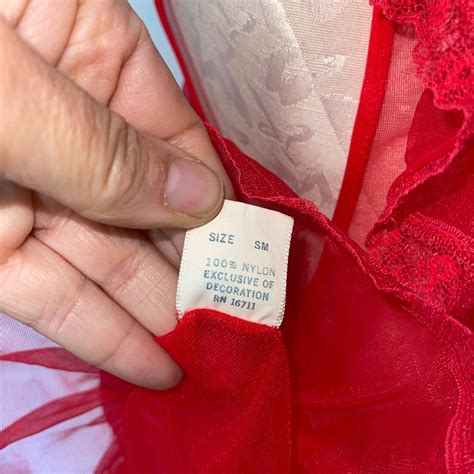 SIZE SM
100% NYLON
EXCLUSIVE OF
DECORATION
RN 16711